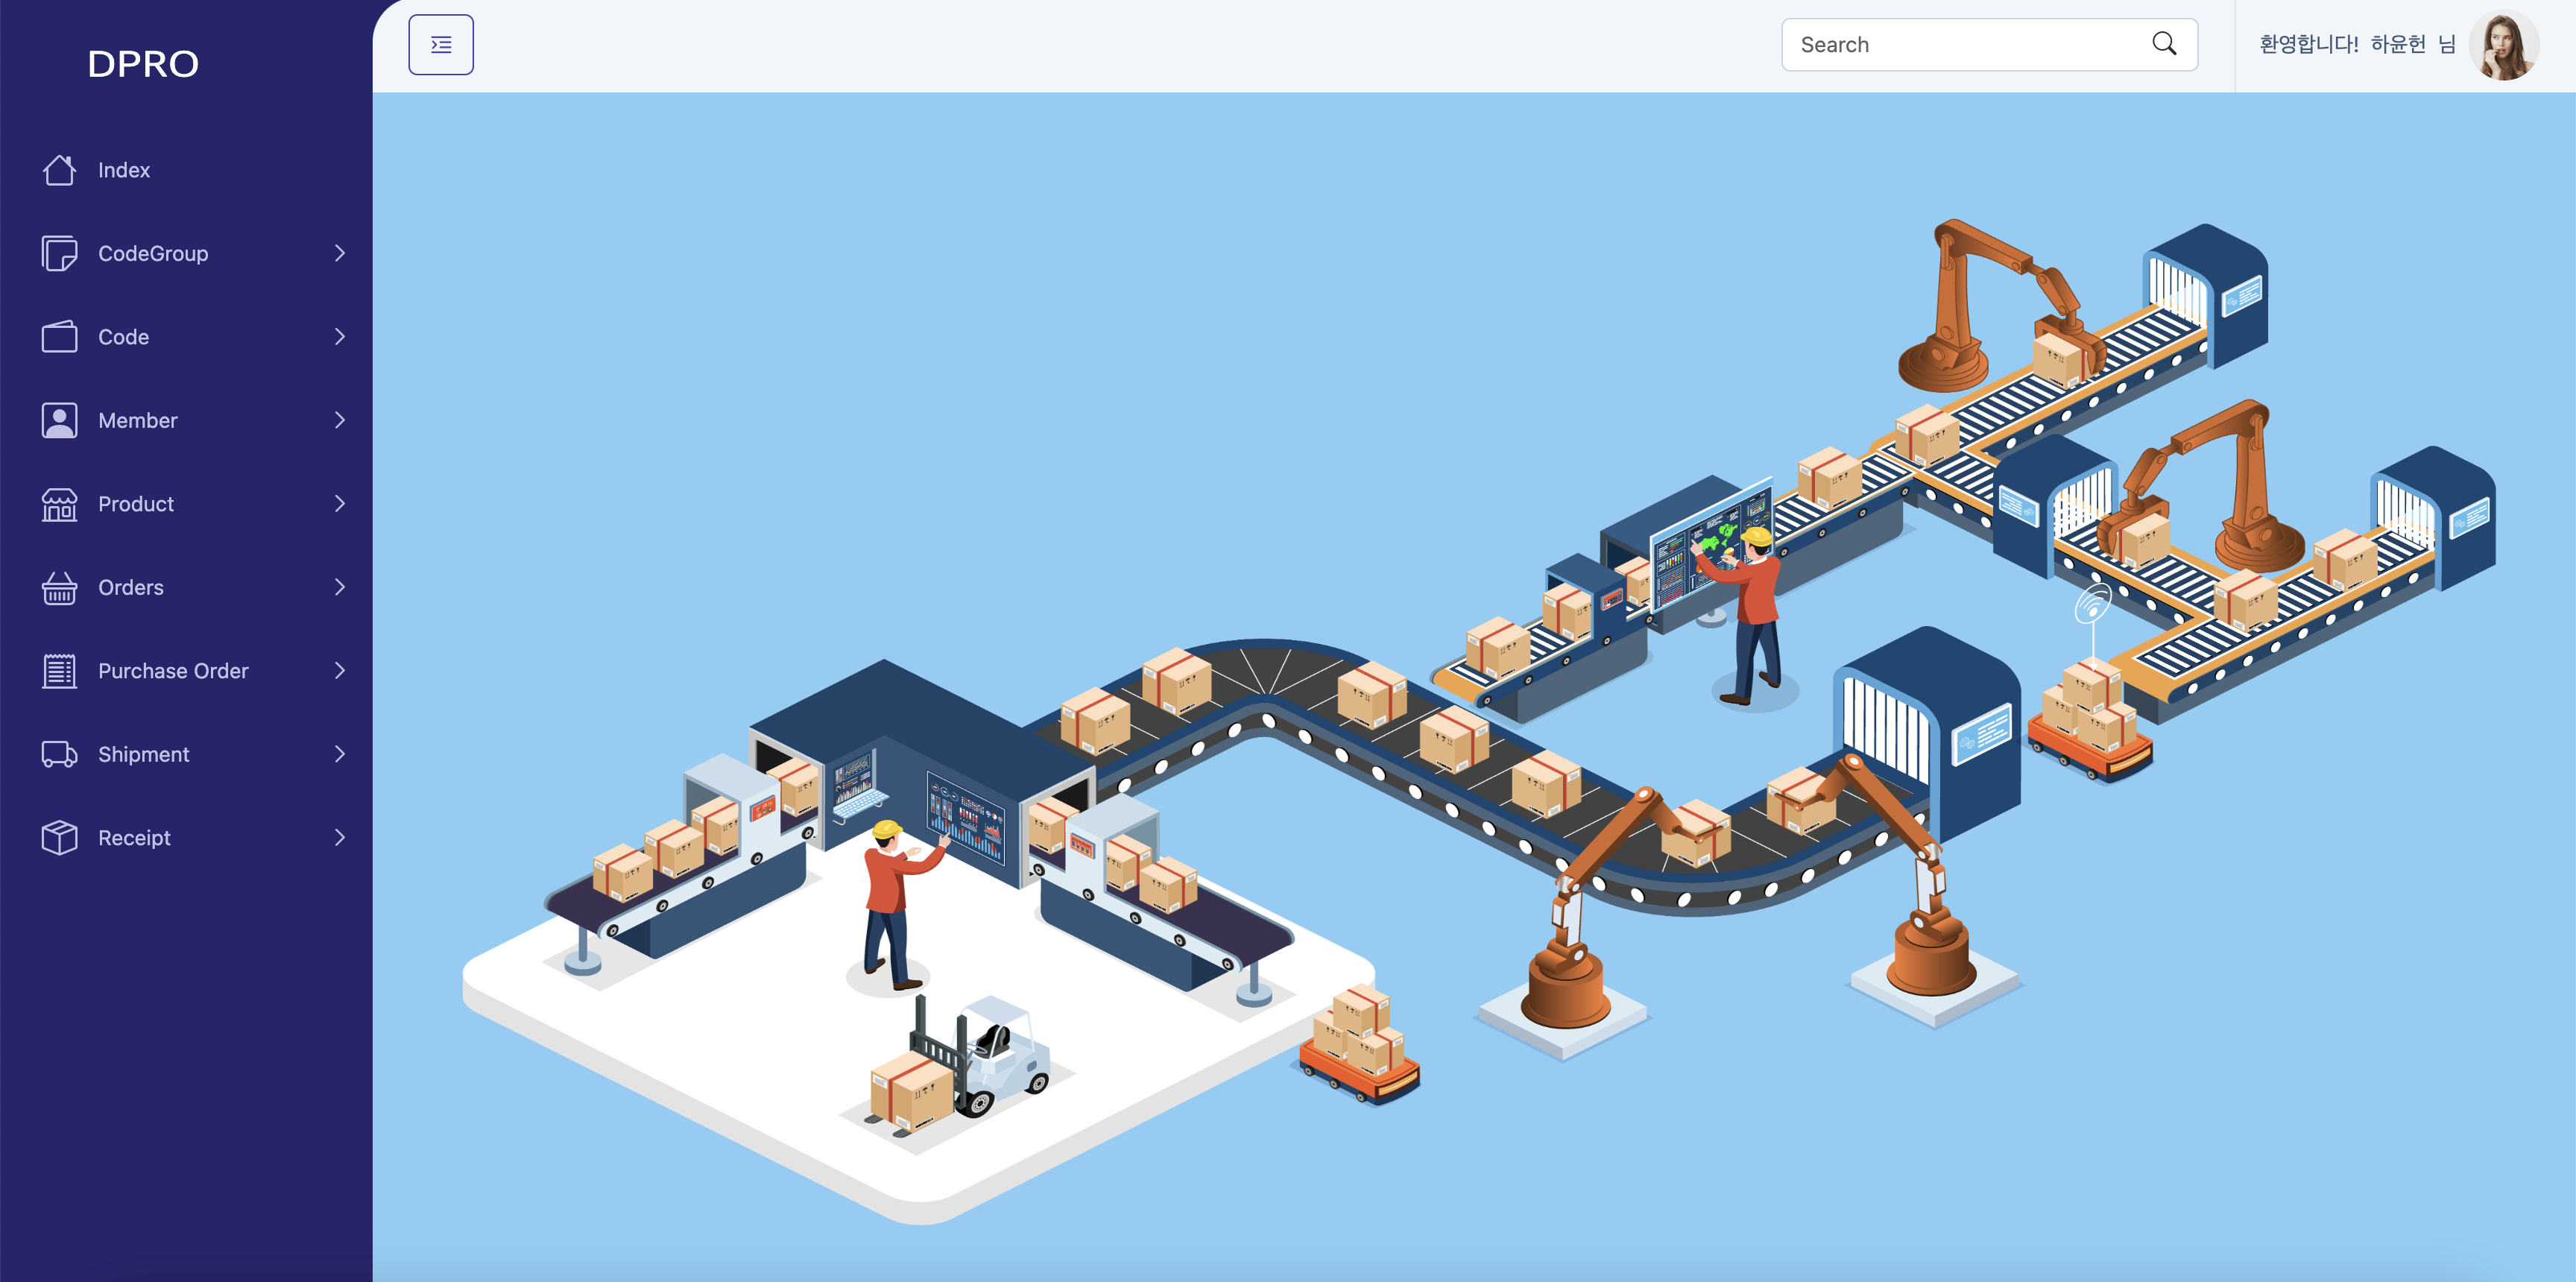 DPRO
Search
환영합니다! 하윤헌 님
Index
CodeGroup
Code
Member
Product
Orders
Purchase Order
Shipment
Receipt